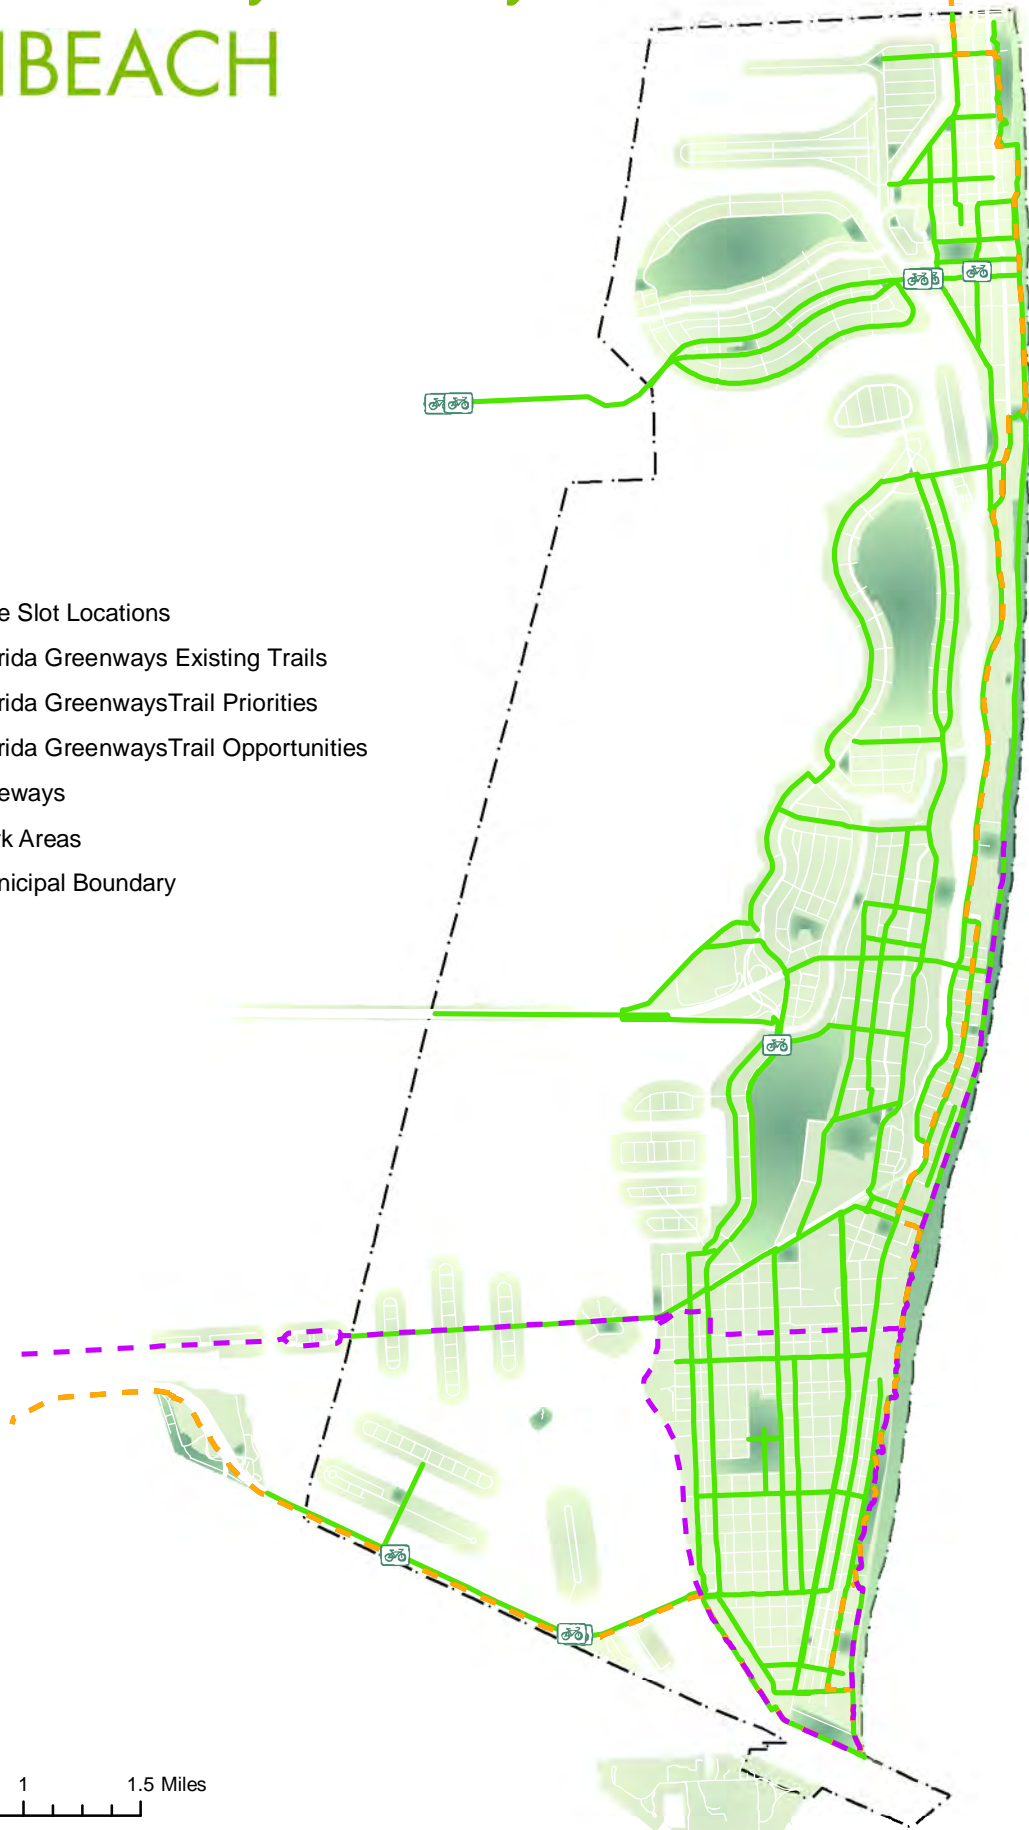 BEACH
e Slot Locations
rida Greenways Existing Trails
rida GreenwaysTrail Priorities
rida GreenwaysTrail Opportunities
eways
k Areas
nicipal Boundary
1 1.5 Miles